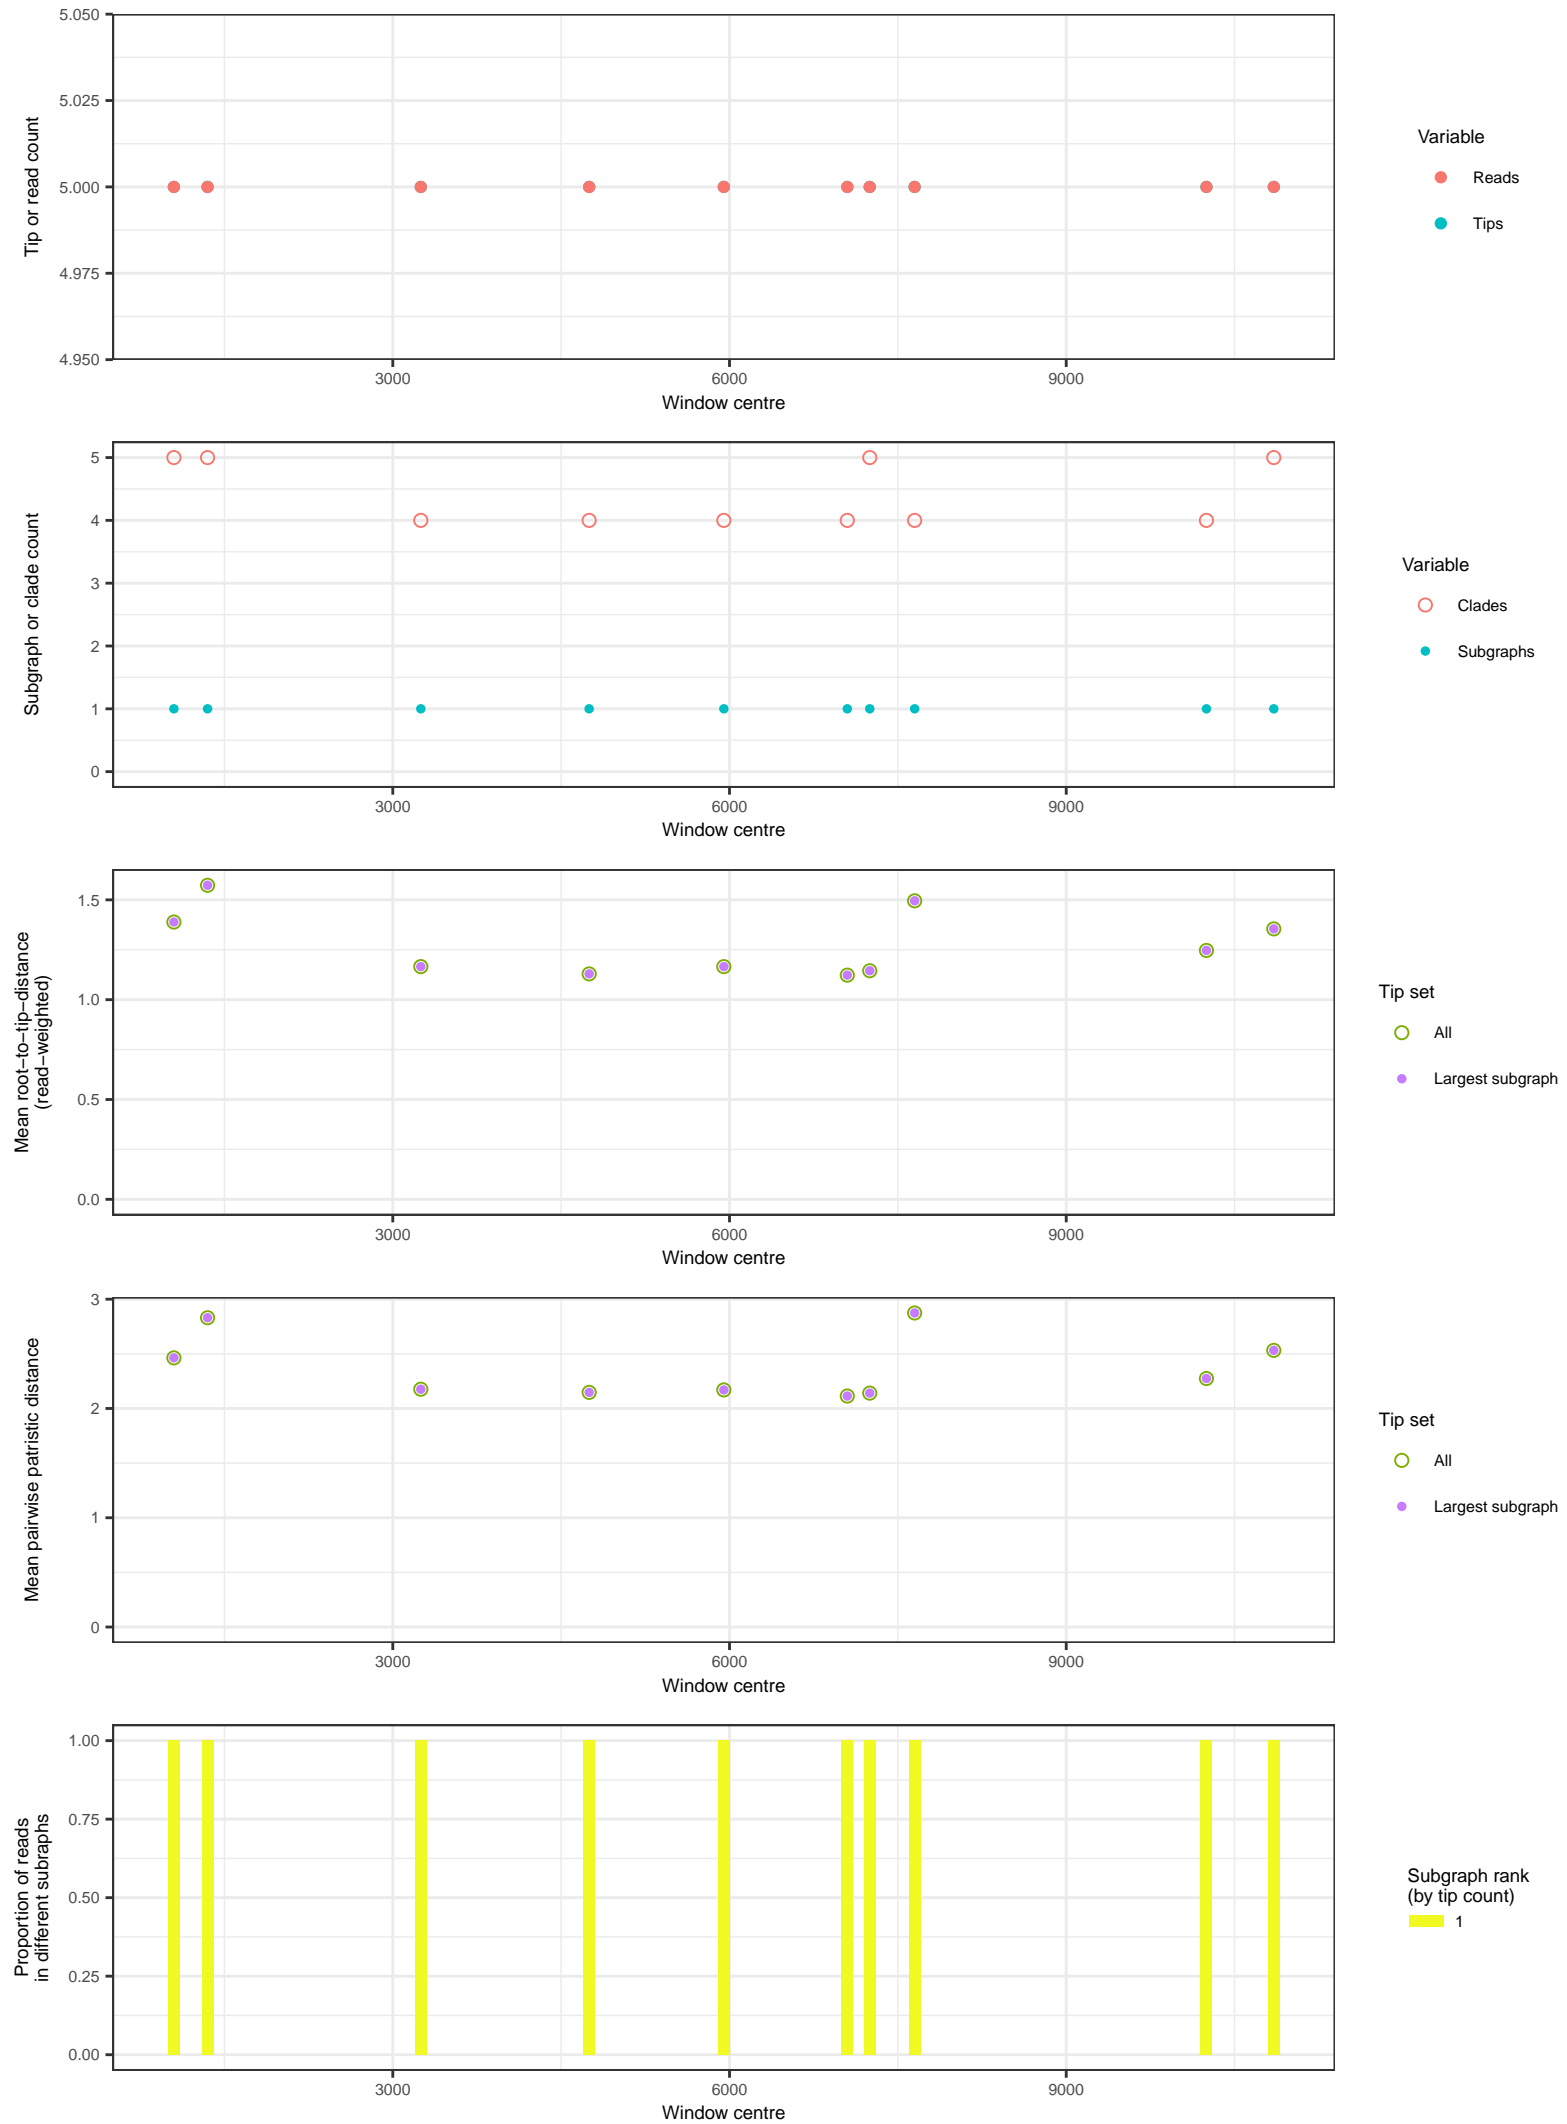 5.050
5.025
5.000
4.975
4.950
Tip or read count
3000 6000 9000
Window centre
Variable
Reads
Tips
5
4
3
2
1
0
Subgraph or clade count
3000 6000 9000
Window centre
Variable
Clades
Subgraphs
1.5
1.0
0.5
0.0
Mean root−to−tip−distance
(read−weighted)
3000 6000 9000
Window centre
Tip set
All
Largest subgraph
3
2
1
0
Mean pairwise patristic distance
3000 6000 9000
Window centre
Tip set
All
Largest subgraph
1.00
0.75
0.50
0.25
0.00
Proportion of reads
in different subraphs
3000 6000 9000
Window centre
Subgraph rank
(by tip count)
1